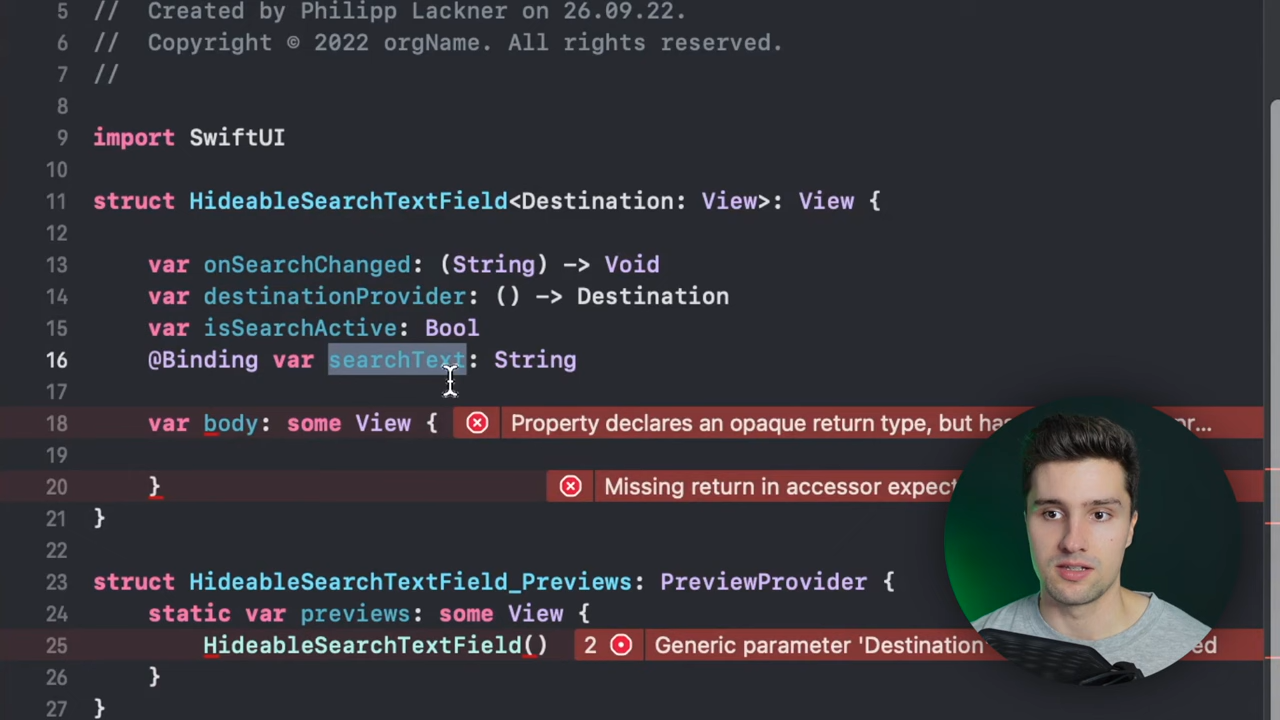 5 // Created by Philipp Lackner on 26.09.22.
6 // Copyright © 2022 orgName. All rights reserved.
7 //
8
9 import SwiftUI
10
11 struct HideableSearchTextField<Destination: View>: View {
12
13 var onSearchChanged: (String) -> Void
14 var destinationProvider: () -> Destination
15 var isSearchActive: Bool
16 @Binding var searchText: String
17
18 var body: some View { Property declares an opaque return type, but has
19
20 } Missing return in accessor
21 }
22
23 struct HideableSearchTextField_Previews: PreviewProvider {
24 static var previews: some View {
25 HideableSearchTextField() 2 Generic parameter 'Destination'
26 }
27 }